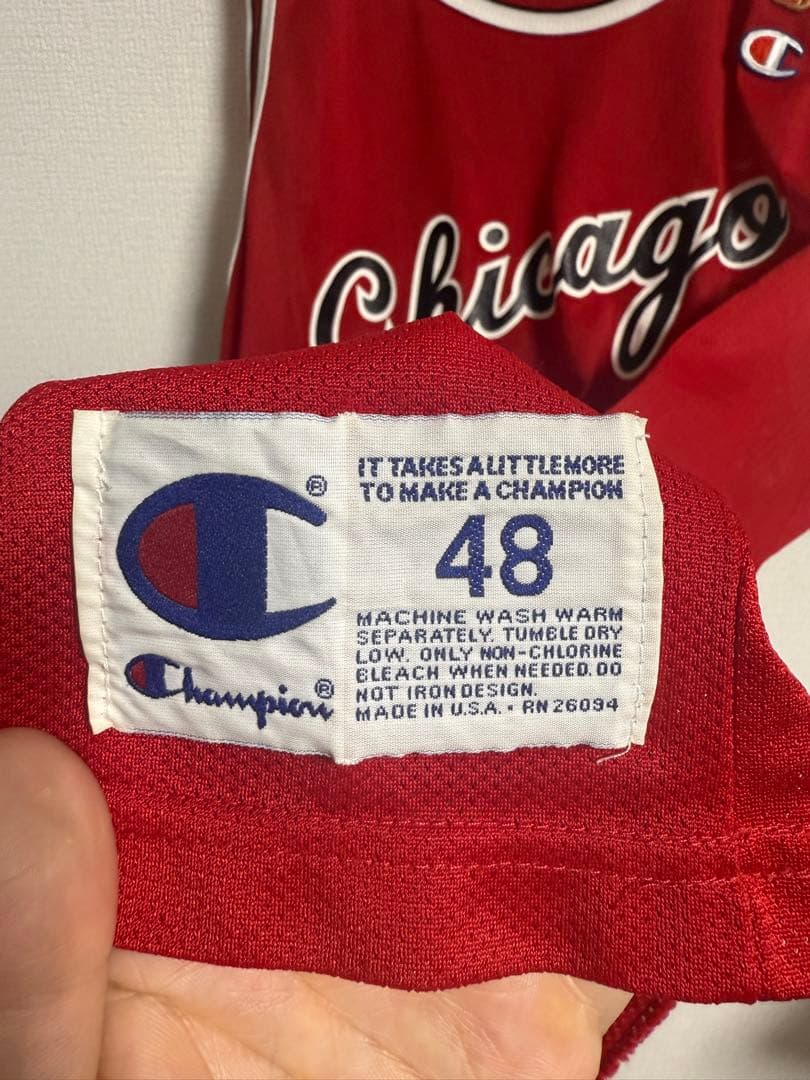 Chicago
IT TAKES A LITTLE MORE
TO MAKE A CHAMPION
48
MACHINE WASH WARM
SEPARATELY. TUMBLE DRY
LOW. ONLY NON-CHLORINE
BLEACH WHEN NEEDED. DO
NOT IRON DESIGN.
MADE IN U.S.A. • RN 26094
®
Champion®